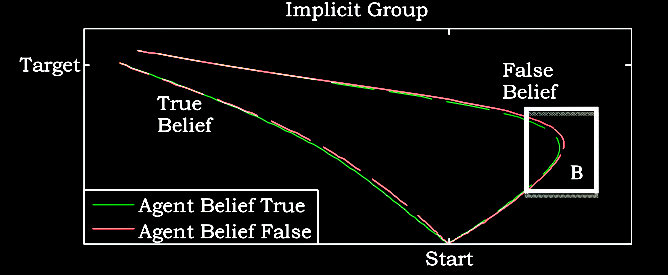 Implicit Group
Target
False
Belief
True
Belief
B
Agent Belief True
Agent Belief False
Start